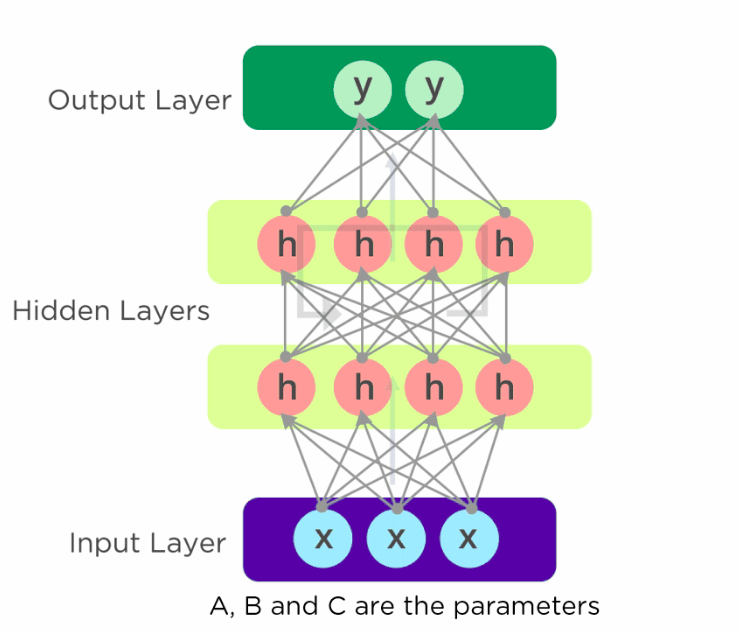 Output Layer
y y
h h h h
Hidden Layers
h h h h
Input Layer
x x x
A, B and C are the parameters